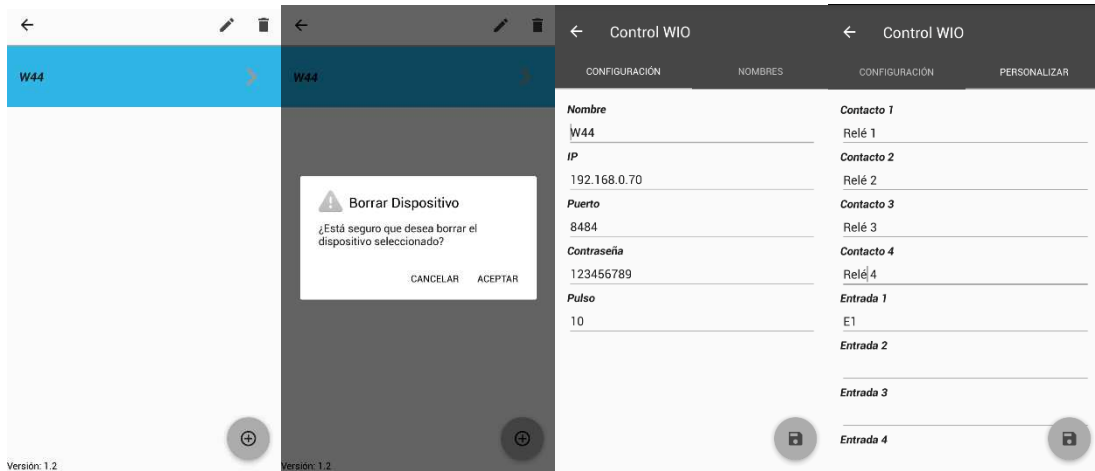 W44
Versión: 1.2
W44
Borrar Dispositivo
¿Está seguro que desea borrar el
dispositivo seleccionado?
CANCELAR ACEPTAR
Versión: 1.2
Control WIO
CONFIGURACIÓN NOMBRES
Nombre
W44
IP
192.168.0.70
Puerto
8484
Contraseña
123456789
Pulso
10
Control WIO
CONFIGURACIÓN PERSONALIZAR
Contacto 1
Relé 1
Contacto 2
Relé 2
Contacto 3
Relé 3
Contacto 4
Relé 4
Entrada 1
E1
Entrada 2
Entrada 3
Entrada 4